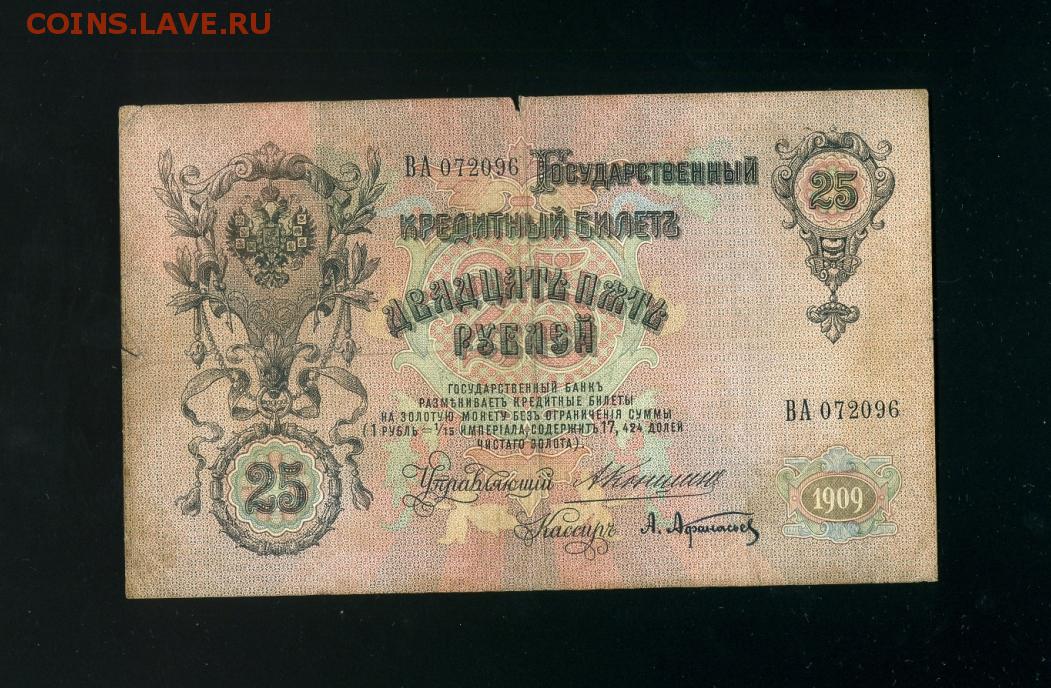 COINS.LAVE.RU
ВА 072096 Государственный
25
Кредитный Билетъ
Двадцать пять
рублей
ГОСУДАРСТВЕННЫЙ БАНКЪ
РАЗМѢНИВАЕТЪ КРЕДИТНЫЕ БИЛЕТЫ
НА ЗОЛОТУЮ МОНЕТУ БЕЗЪ ОГРАНИЧЕНІЯ СУММЫ
(1 РУБЛЬ = 1/15 ИМПЕРІАЛА, СОДЕРЖИТЪ 17, 424 ДОЛЕЙ
ЧИСТАГО ЗОЛОТА).
ВА 072096
25
Управляющій А Коншинъ
1909
Кассиръ А. Афанасьев